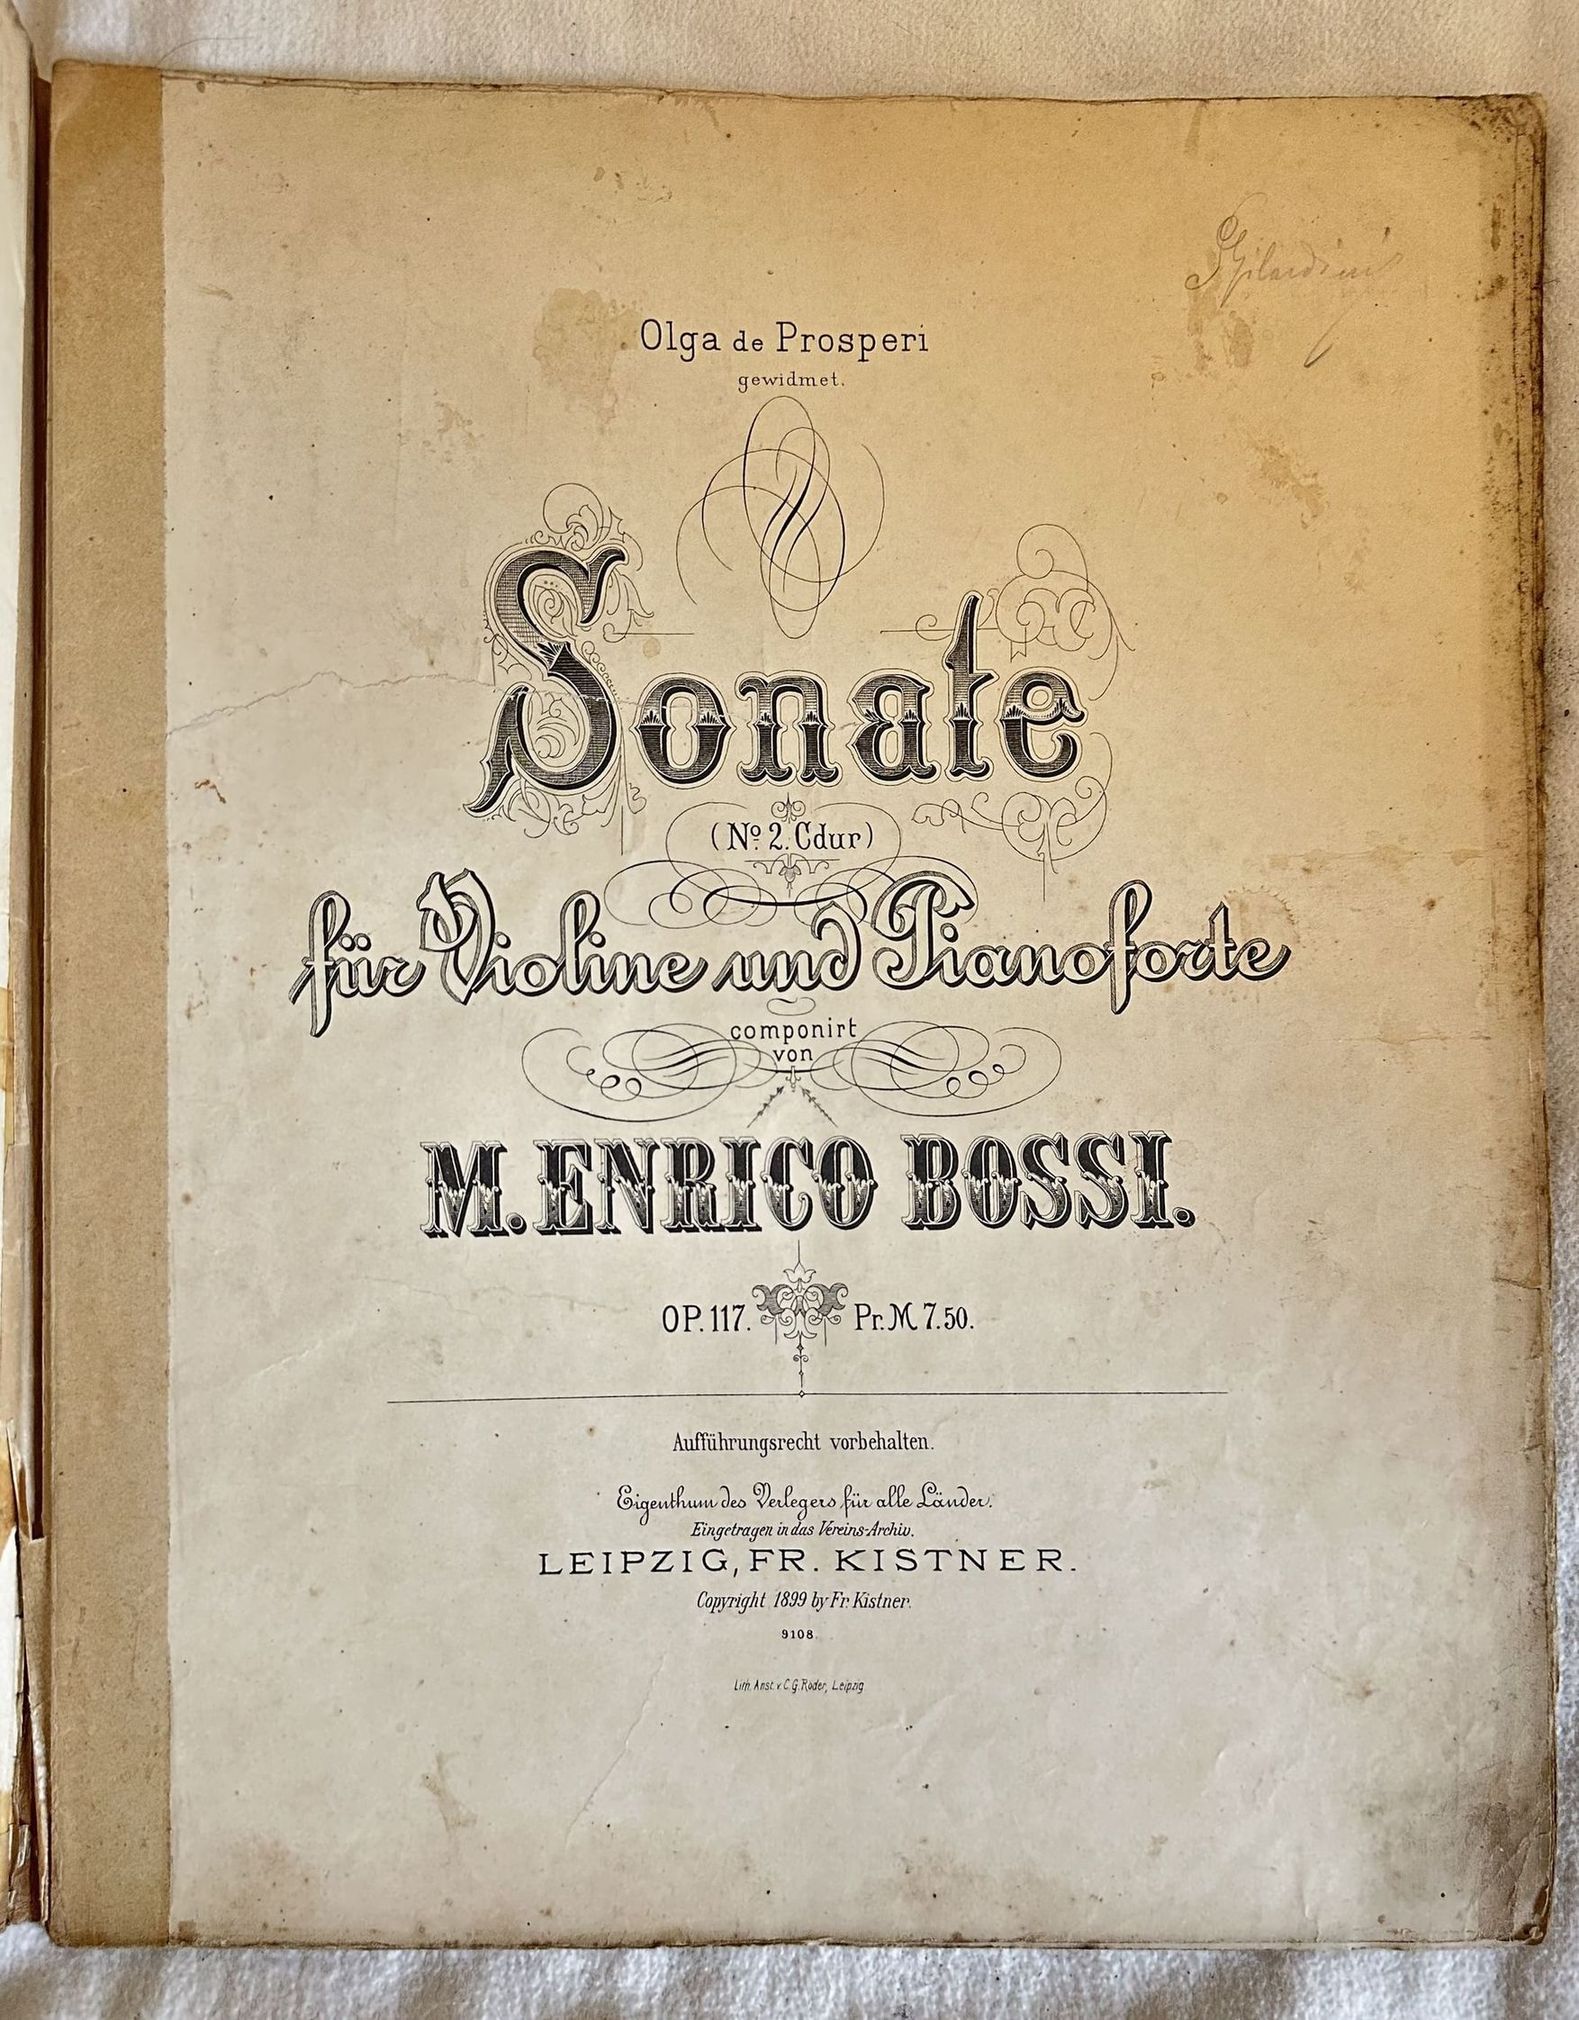 Olga de Prosperi
gewidmet.
Sonate
(No. 2. Cdur)
für Violine und Pianoforte
componirt
von
M. ENRICO BOSSI.
OP. 117. Pr. M 7.50.
Aufführungsrecht vorbehalten.
Eigenthum des Verlegers für alle Länder.
Eingetragen in das Vereins-Archiv.
LEIPZIG, FR. KISTNER.
Copyright 1899 by Fr. Kistner.
9108.
Lith. Anst. v. C. G. Röder, Leipzig